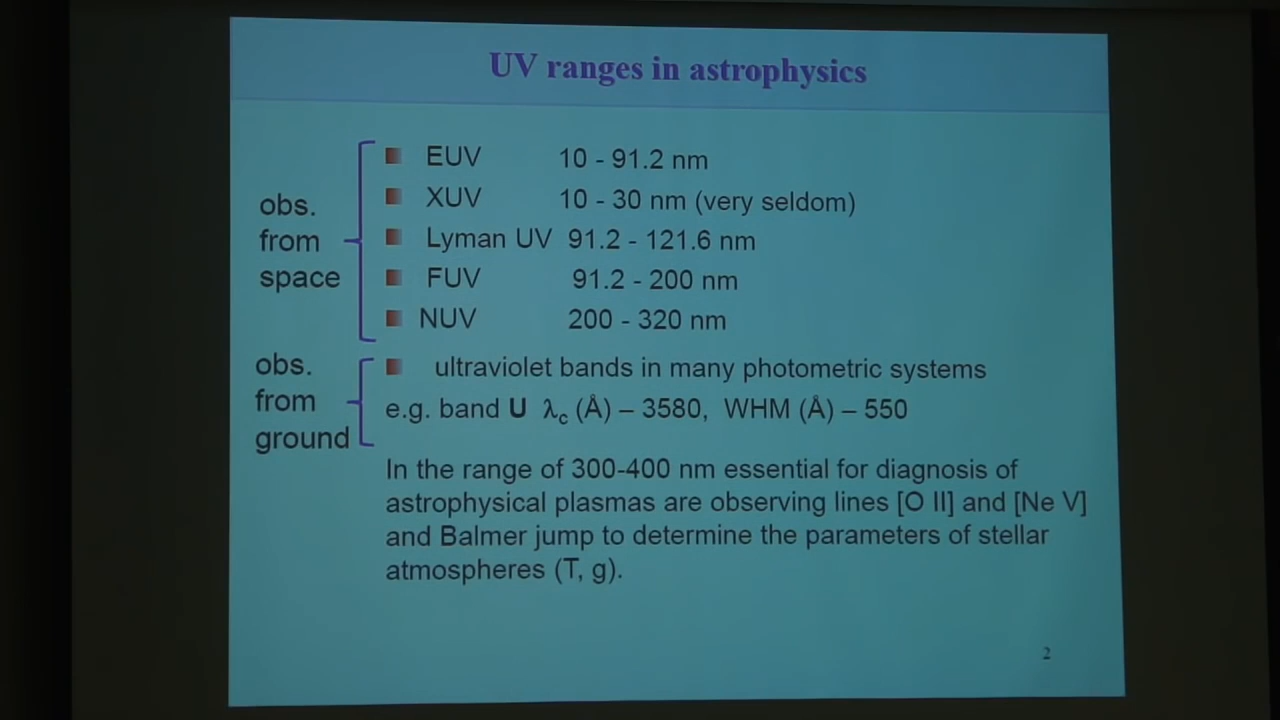 UV ranges in astrophysics
obs.
from
space
EUV 10 - 91.2 nm
XUV 10 - 30 nm (very seldom)
Lyman UV 91.2 - 121.6 nm
FUV 91.2 - 200 nm
NUV 200 - 320 nm
obs.
from
ground
ultraviolet bands in many photometric systems
e.g. band U λc (Å) – 3580, WHM (Å) – 550
In the range of 300-400 nm essential for diagnosis of
astrophysical plasmas are observing lines [O II] and [Ne V]
and Balmer jump to determine the parameters of stellar
atmospheres (T, g).
2